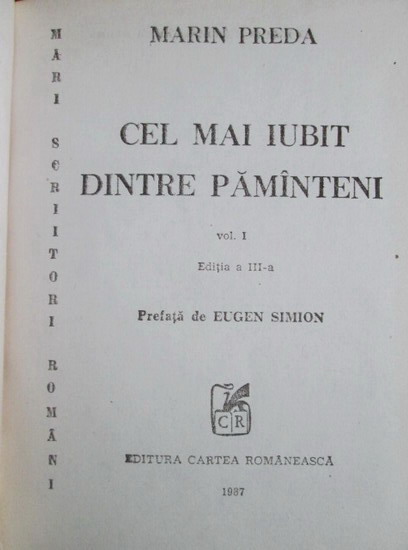 MARI SCRIITORI ROMÂNI
MARIN PREDA
CEL MAI IUBIT
DINTRE PĂMÎNTENI
vol. I
Ediția a III-a
Prefață de EUGEN SIMION
CR
EDITURA CARTEA ROMÂNEASCĂ
1987